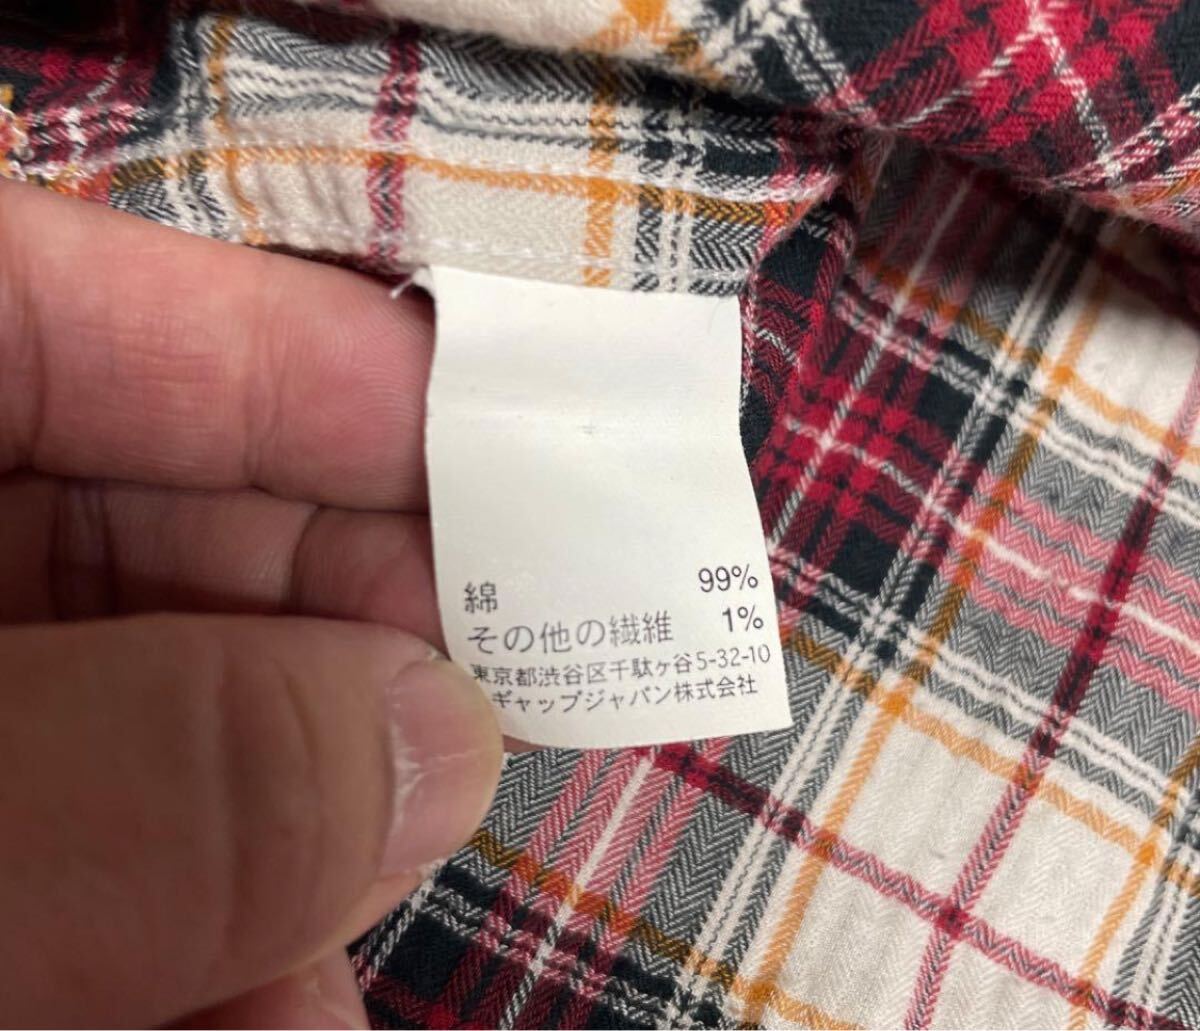 綿 99%
その他の繊維 1%
東京都渋谷区千駄ヶ谷5-32-10
ギャップジャパン株式会社